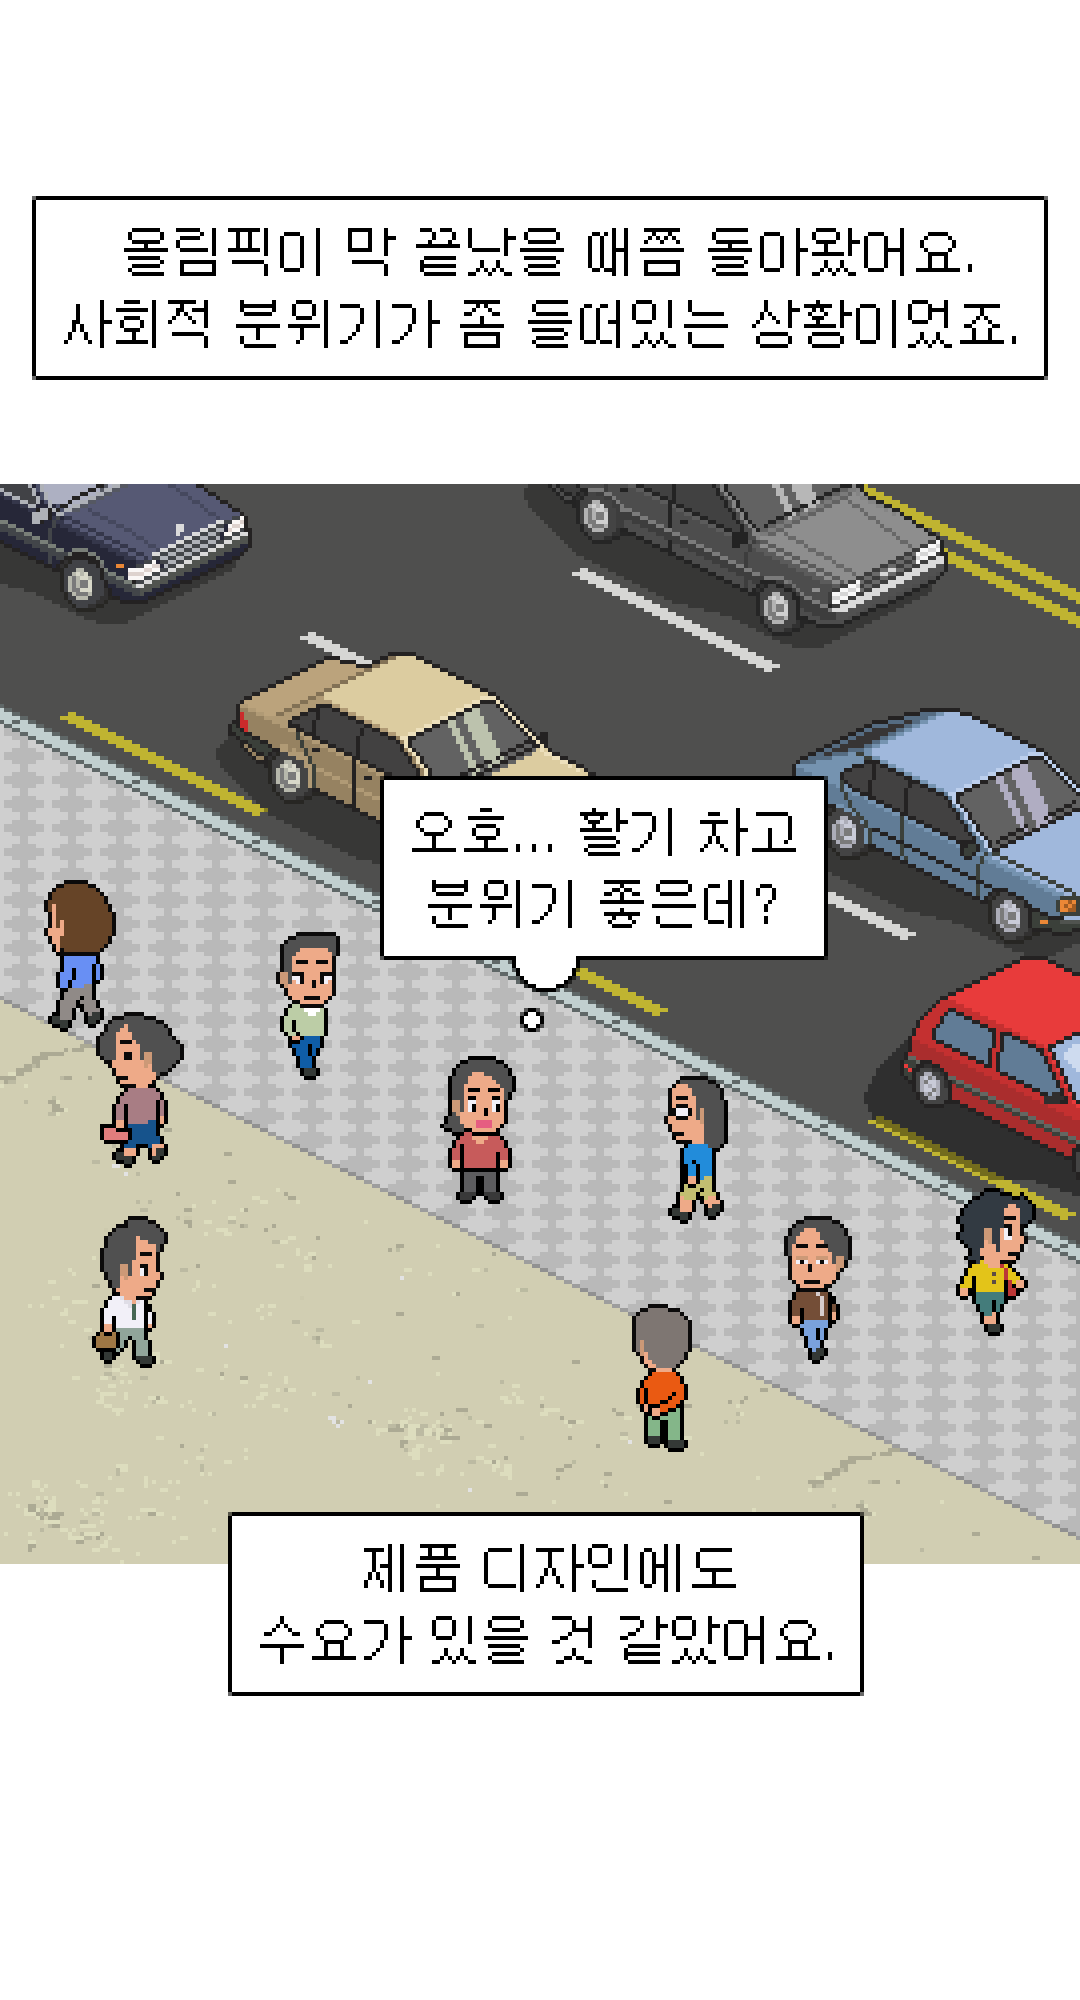 올림픽이 막 끝났을 때쯤 돌아왔어요.
사회적 분위기가 좀 들떠있는 상황이었죠.
오호... 활기 차고
분위기 좋은데?
제품 디자인에도
수요가 있을 것 같았어요.